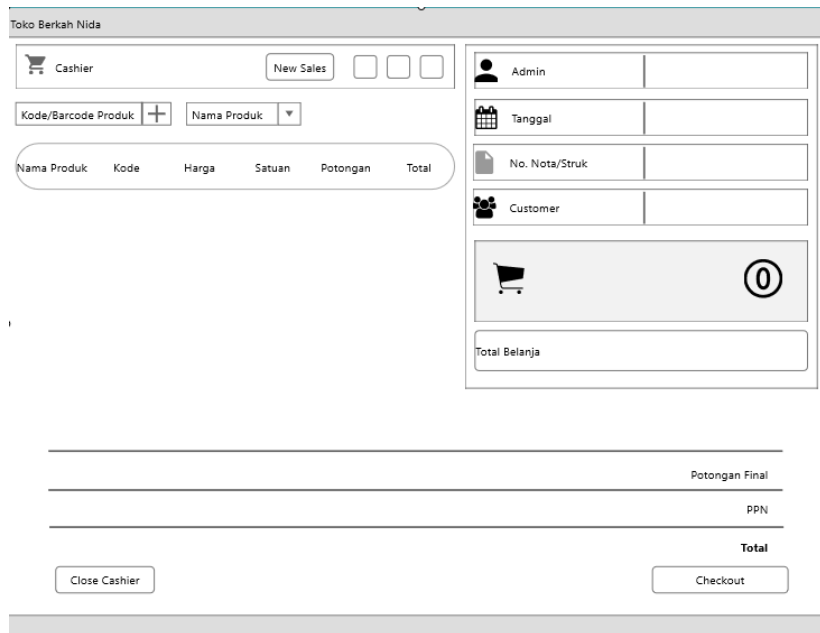 Toko Berkah Nida
Cashier
New Sales
Kode/Barcode Produk
Nama Produk
Nama Produk Kode Harga Satuan Potongan Total
Admin
Tanggal
No. Nota/Struk
Customer
0
Total Belanja
Potongan Final
PPN
Total
Close Cashier
Checkout